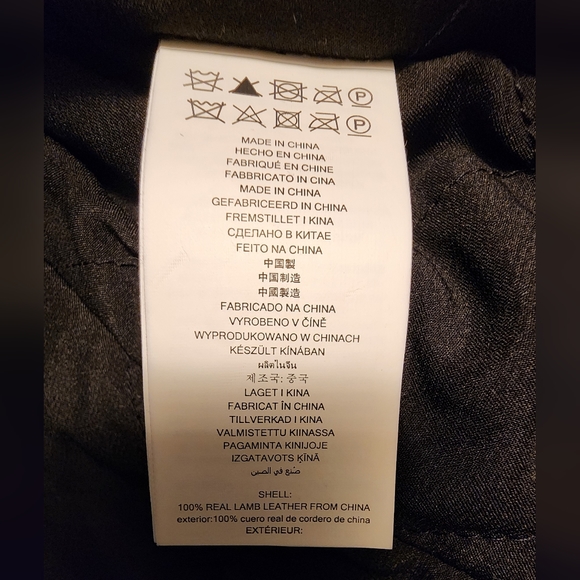 P
P
MADE IN CHINA
HECHO EN CHINA
FABRIQUÉ EN CHINE
FABBRICATO IN CINA
MADE IN CHINA
GEFABRICEERD IN CHINA
FREMSTILLET I KINA
СДЕЛАНО В КИТАЕ
FEITO NA CHINA
中国製
中国制造
中國製造
FABRICADO NA CHINA
VYROBENO V ČÍNĚ
WYPRODUKOWANO W CHINACH
KÉSZÜLT KÍNÁBAN
ผลิตในจีน
제조국: 중국
LAGET I KINA
FABRICAT ÎN CHINA
TILLVERKAD I KINA
VALMISTETTU KIINASSA
PAGAMINTA KINIJOJE
IZGATAVOTS ĶĪNĀ
صنع في الصين
SHELL:
100% REAL LAMB LEATHER FROM CHINA
exterior:100% cuero real de cordero de china
EXTÉRIEUR: